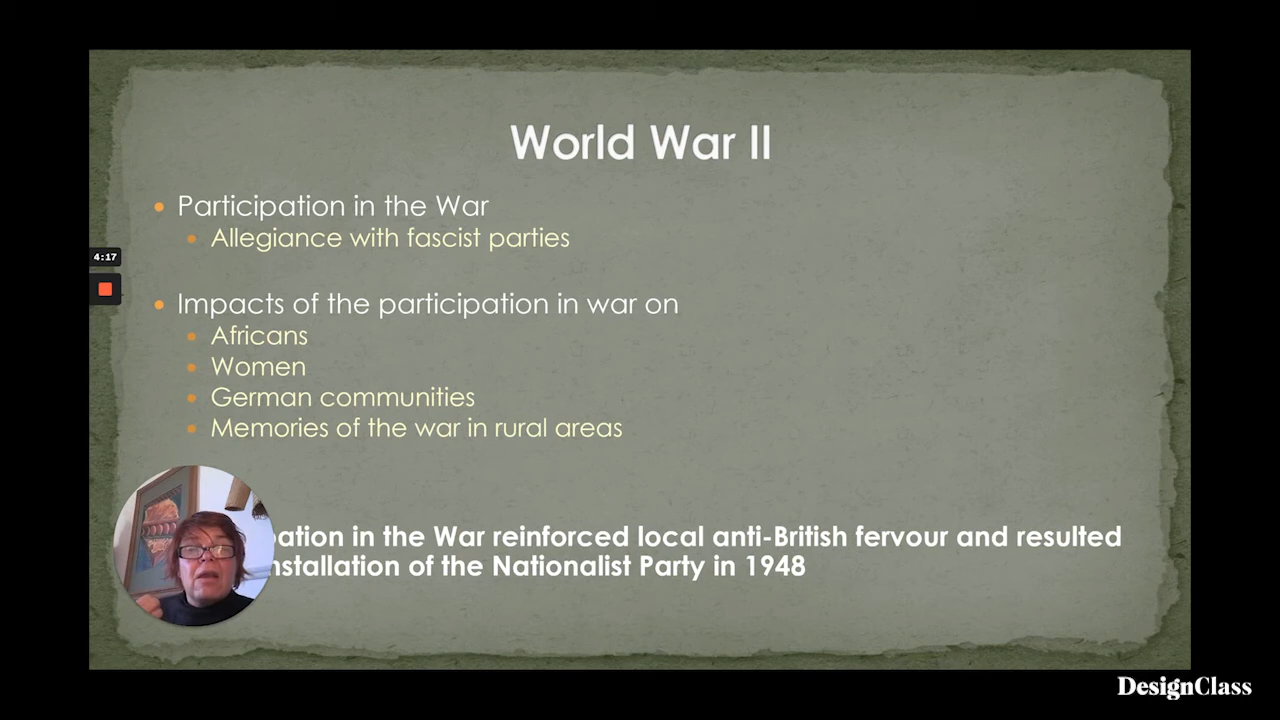 World War II
Participation in the War
Allegiance with fascist parties
4:17
Impacts of the participation in war on
Africans
Women
German communities
Memories of the war in rural areas
pation in the War reinforced local anti-British fervour and resulted
nstallation of the Nationalist Party in 1948
DesignClass